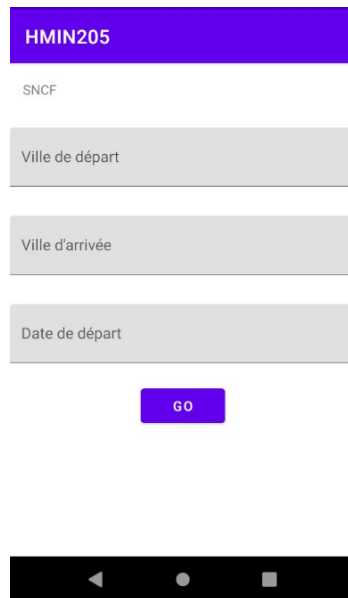 HMIN205
SNCF
Ville de départ
Ville d'arrivée
Date de départ
GO